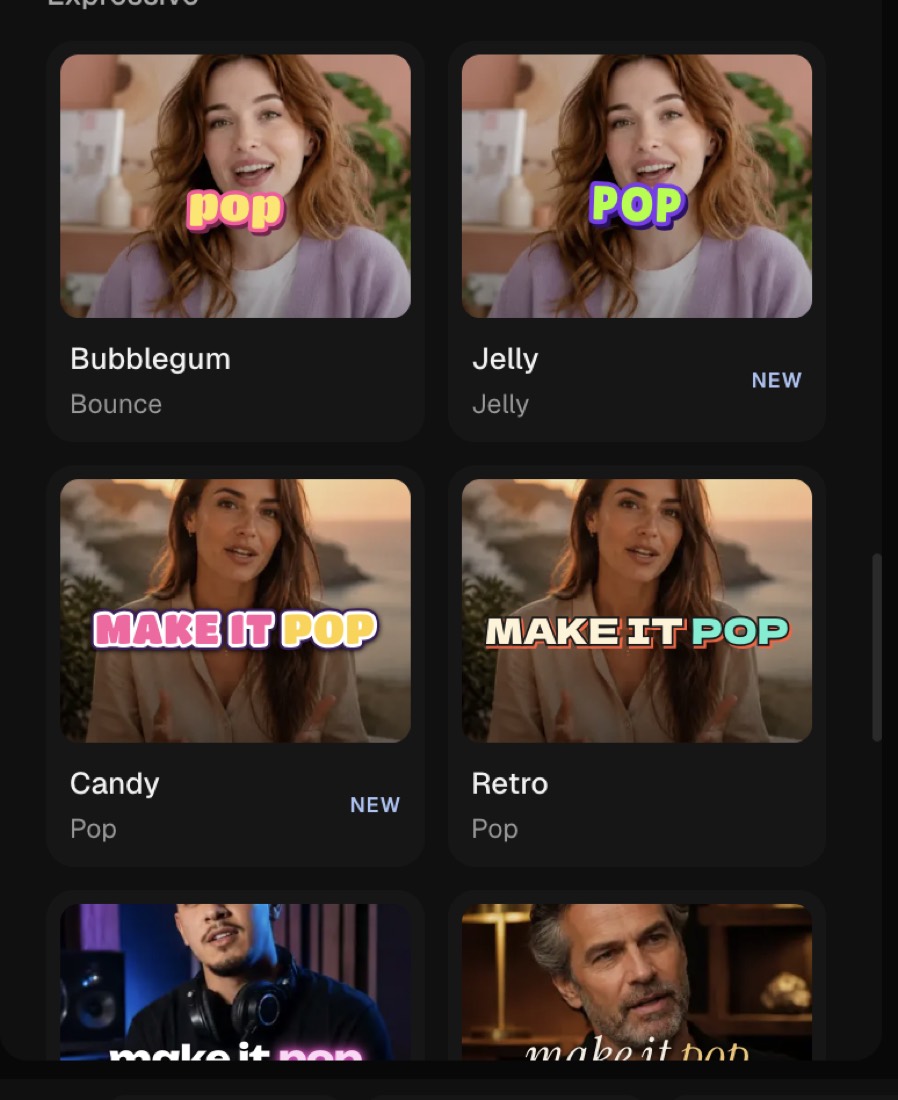 Expressive
pop
POP
Bubblegum
Bounce
Jelly
NEW
Jelly
MAKE IT POP
MAKE IT POP
Candy
NEW
Pop
Retro
Pop
make it pop
make it pop